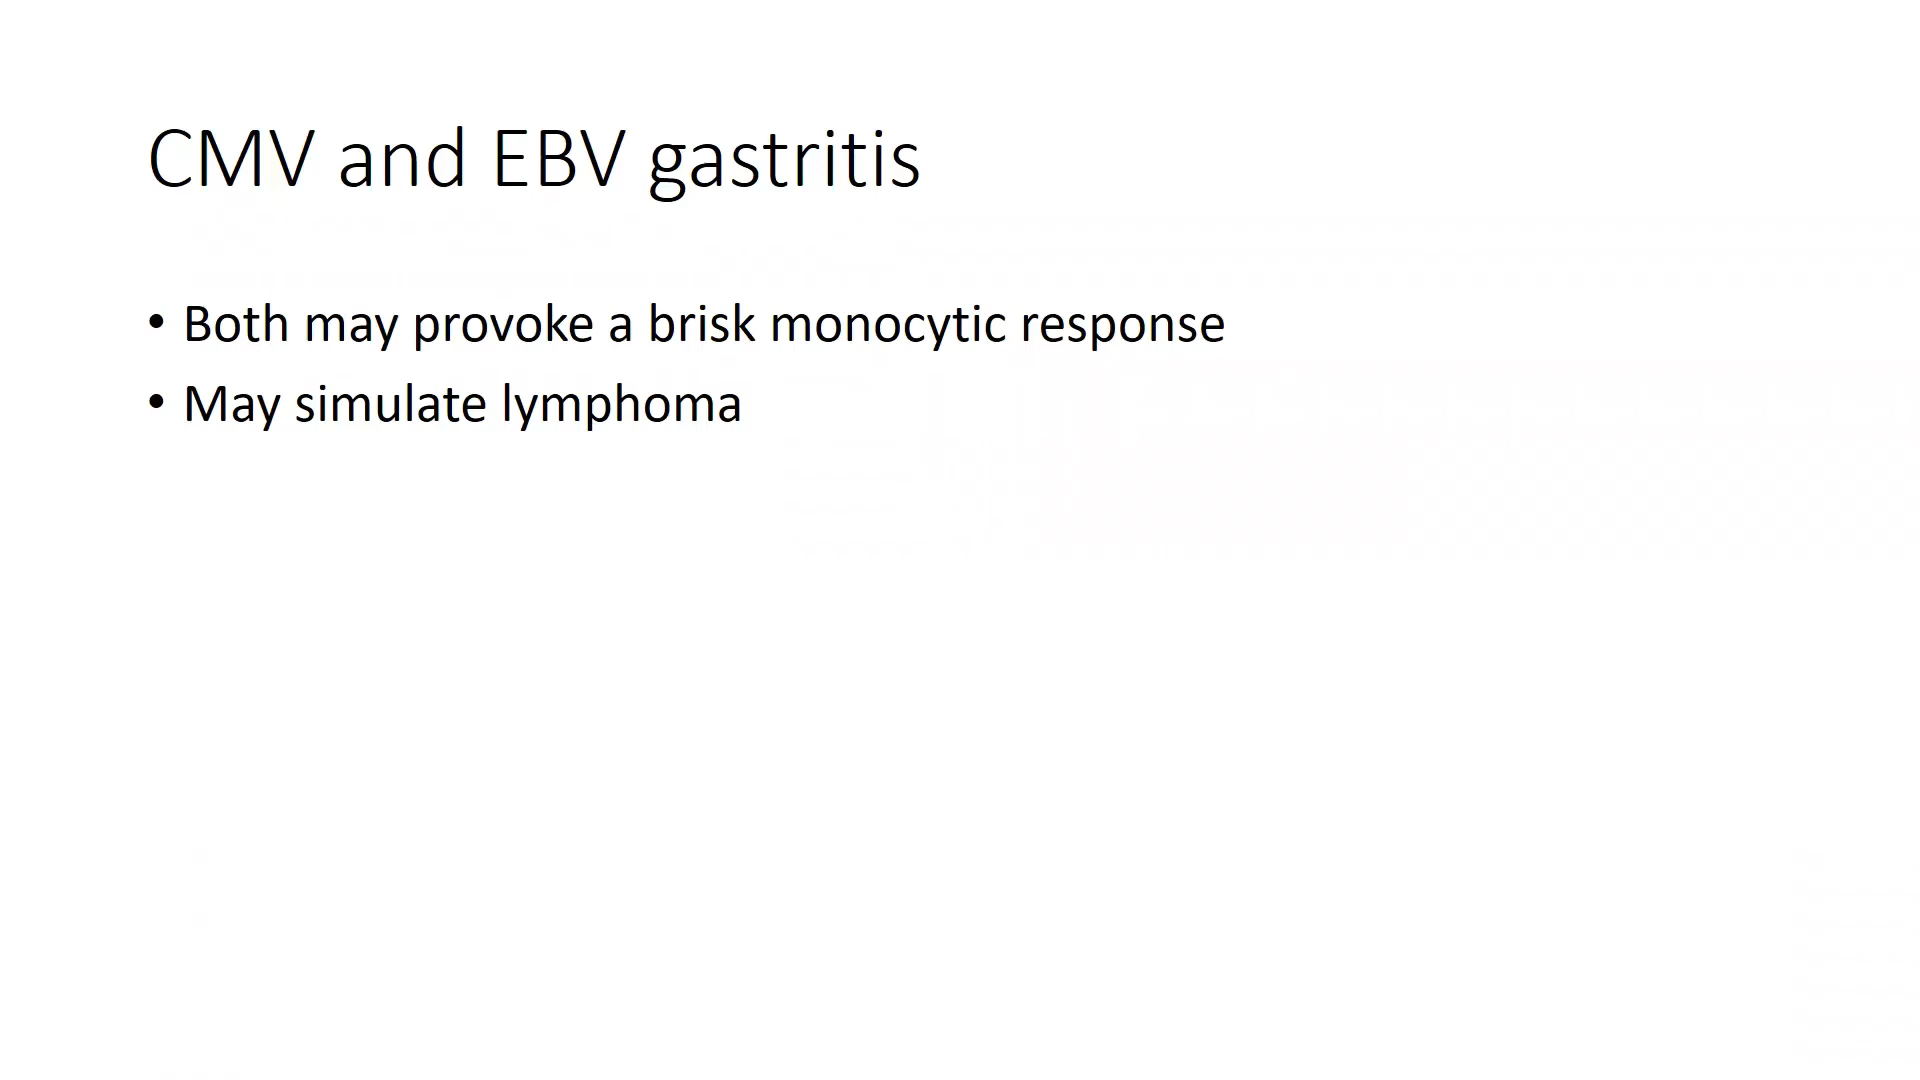 CMV and EBV gastritis
• Both may provoke a brisk monocytic response
• May simulate lymphoma